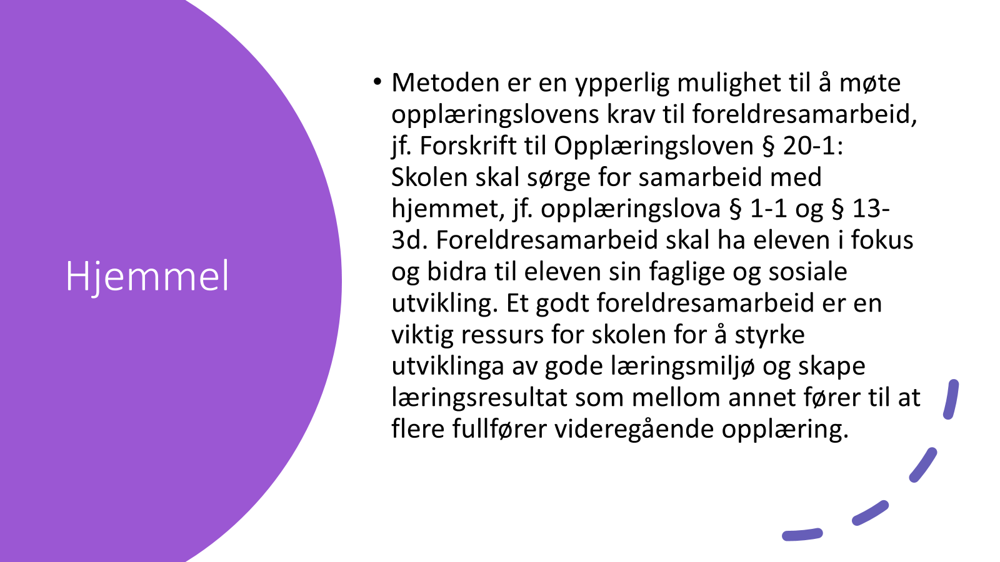 Hjemmel
• Metoden er en ypperlig mulighet til å møte
opplæringslovens krav til foreldresamarbeid,
jf. Forskrift til Opplæringsloven § 20-1:
Skolen skal sørge for samarbeid med
hjemmet, jf. opplæringslova § 1-1 og § 13-
3d. Foreldresamarbeid skal ha eleven i fokus
og bidra til eleven sin faglige og sosiale
utvikling. Et godt foreldresamarbeid er en
viktig ressurs for skolen for å styrke
utviklinga av gode læringsmiljø og skape
læringsresultat som mellom annet fører til at
flere fullfører videregående opplæring.